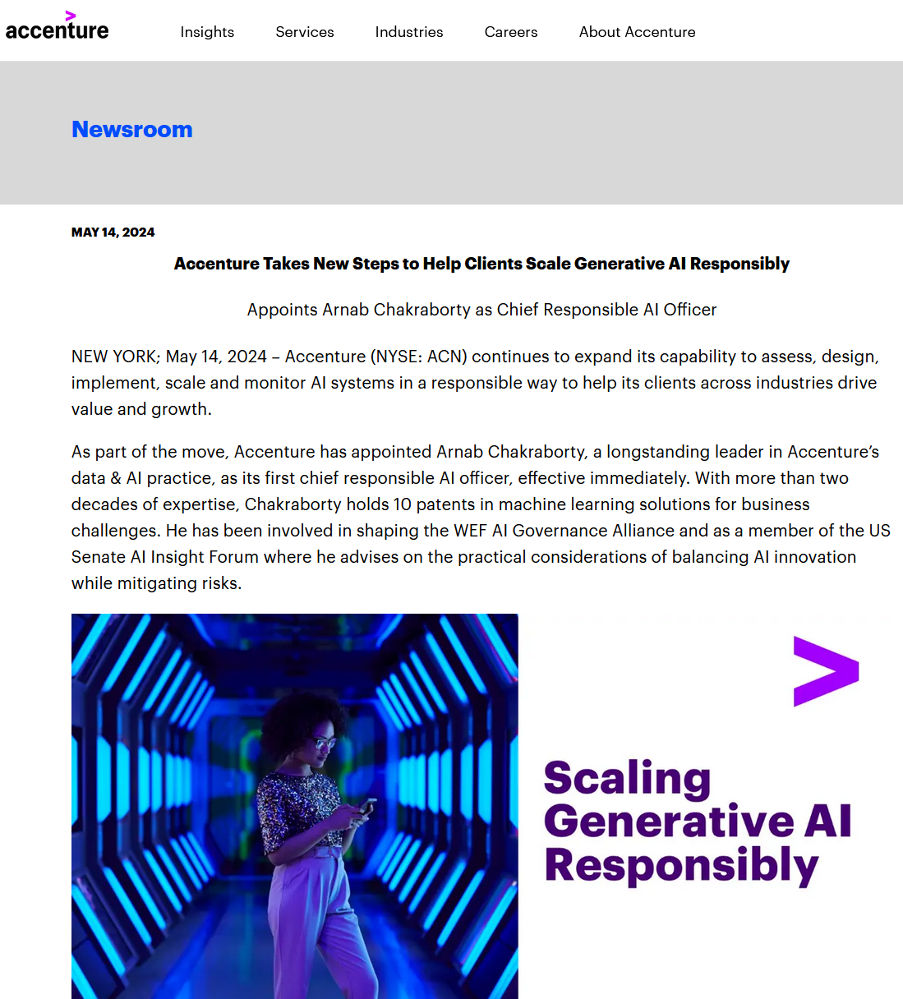 accenture
Insights Services Industries Careers About Accenture
Newsroom
MAY 14, 2024
Accenture Takes New Steps to Help Clients Scale Generative AI Responsibly
Appoints Arnab Chakraborty as Chief Responsible AI Officer
NEW YORK; May 14, 2024 – Accenture (NYSE: ACN) continues to expand its capability to assess, design,
implement, scale and monitor AI systems in a responsible way to help its clients across industries drive
value and growth.
As part of the move, Accenture has appointed Arnab Chakraborty, a longstanding leader in Accenture’s
data & AI practice, as its first chief responsible AI officer, effective immediately. With more than two
decades of expertise, Chakraborty holds 10 patents in machine learning solutions for business
challenges. He has been involved in shaping the WEF AI Governance Alliance and as a member of the US
Senate AI Insight Forum where he advises on the practical considerations of balancing AI innovation
while mitigating risks.
Scaling
Generative AI
Responsibly